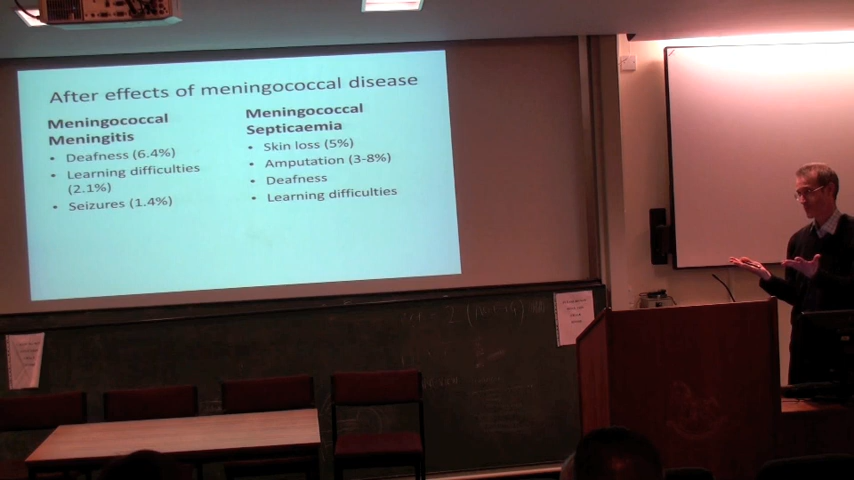 After effects of meningococcal disease
Meningococcal
Meningitis
• Deafness (6.4%)
• Learning difficulties
(2.1%)
• Seizures (1.4%)
Meningococcal
Septicaemia
• Skin loss (5%)
• Amputation (3-8%)
• Deafness
• Learning difficulties